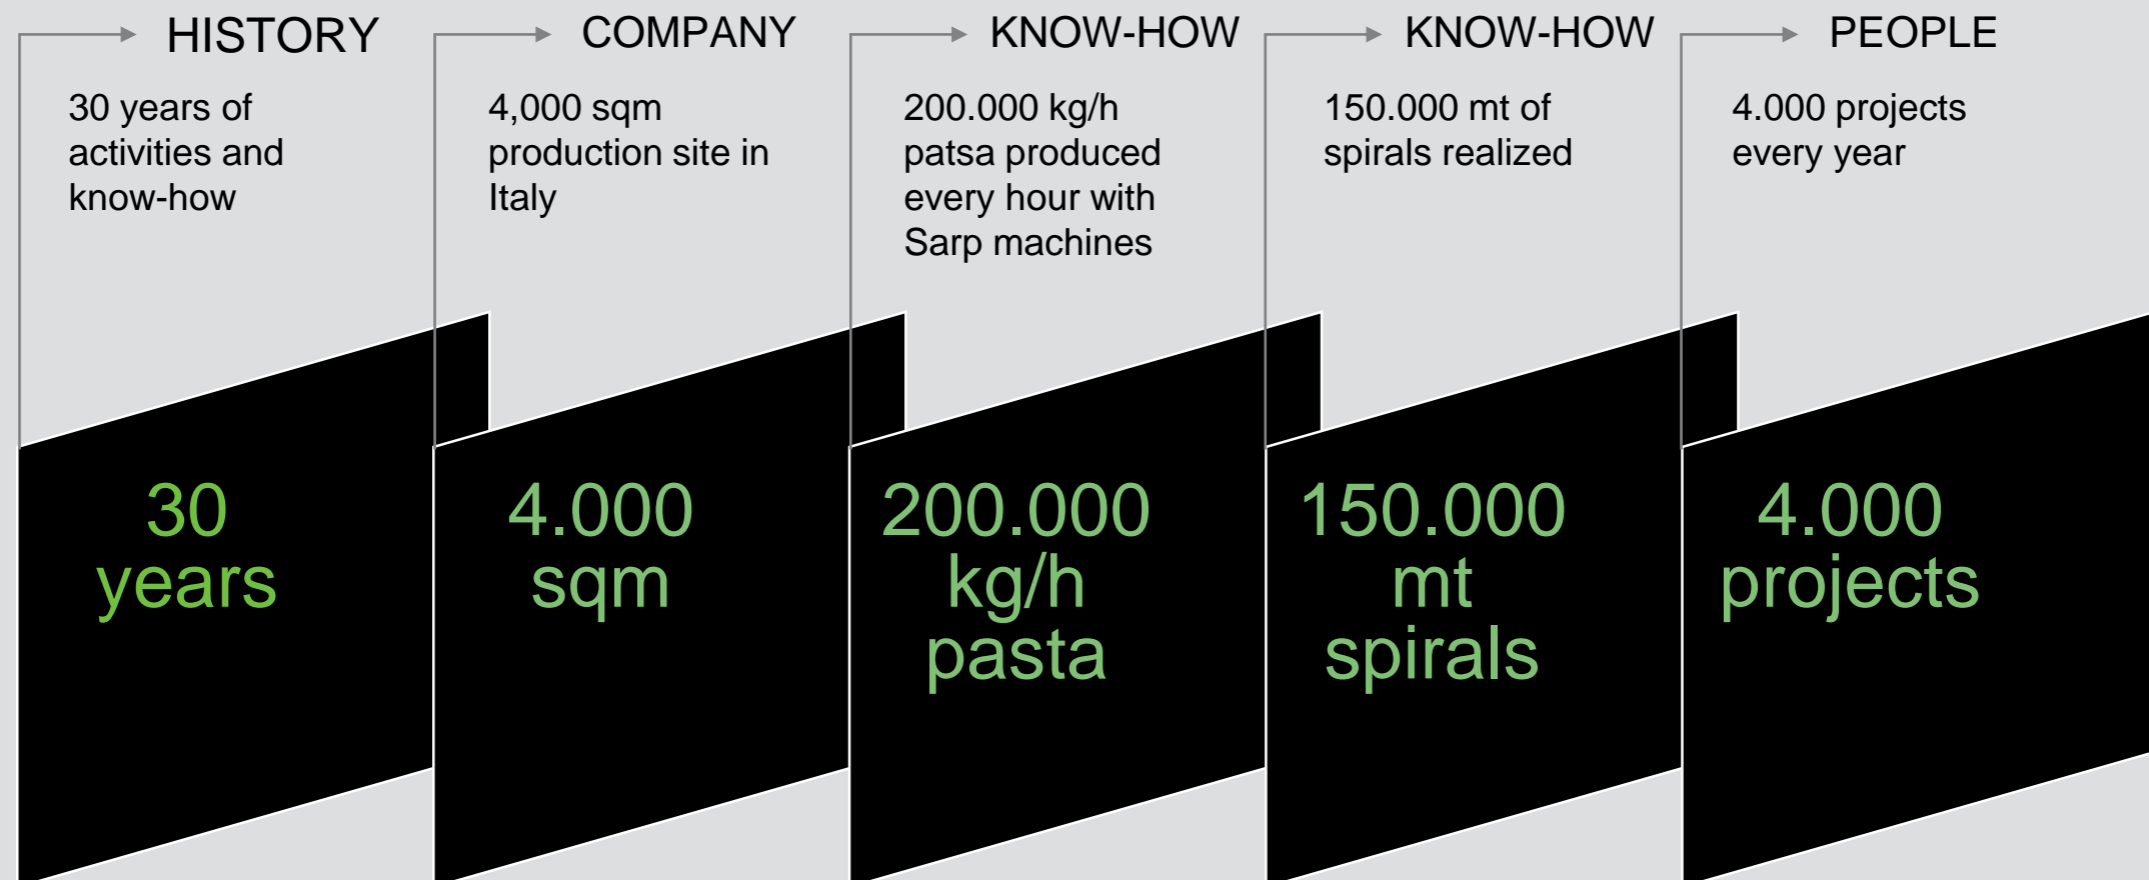 HISTORY
30 years of
activities and
know-how
30
years
COMPANY
4,000 sqm
production site in
Italy
4.000
sqm
KNOW-HOW
200.000 kg/h
patsa produced
every hour with
Sarp machines
200.000
kg/h
pasta
KNOW-HOW
150.000 mt of
spirals realized
150.000
mt
spirals
PEOPLE
4.000 projects
every year
4.000
projects